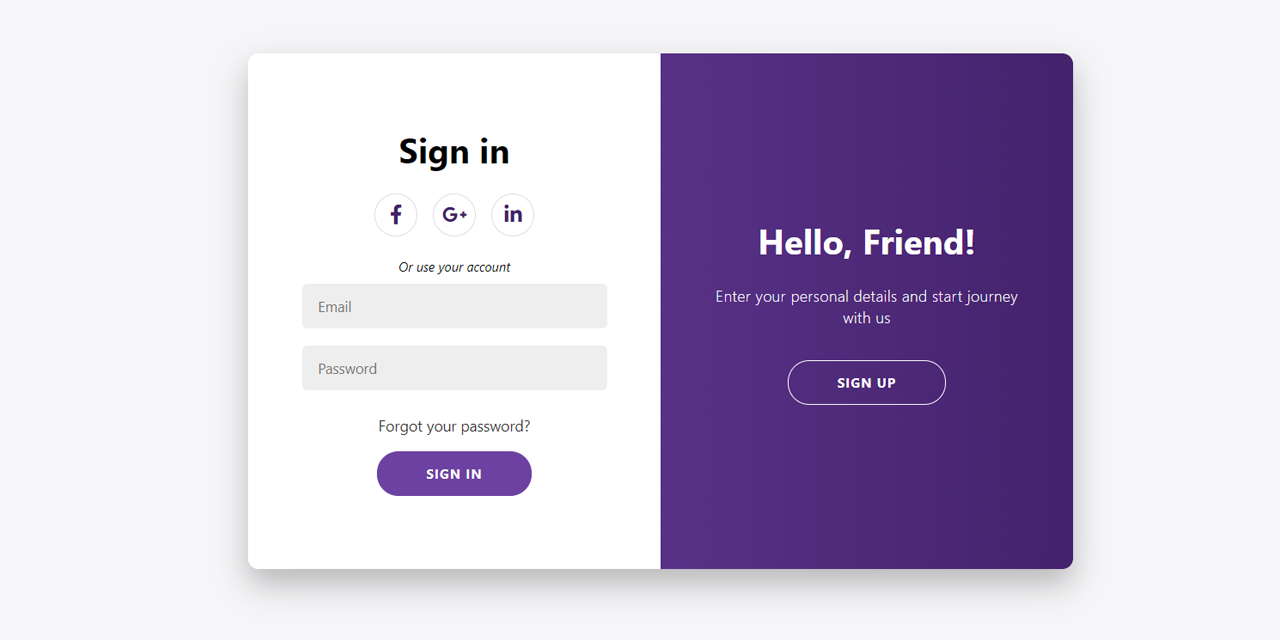 Sign in
f G+ in
Or use your account
Email
Password
Forgot your password?
SIGN IN
Hello, Friend!
Enter your personal details and start journey
with us
SIGN UP